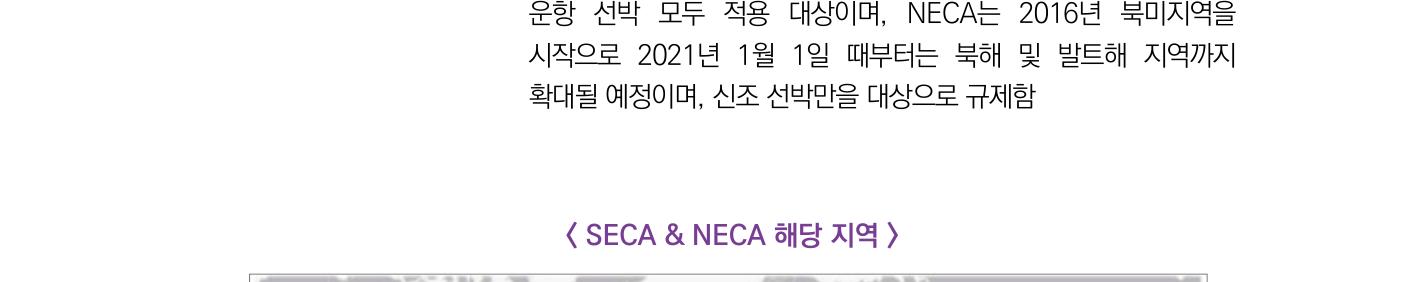 운항 선박 모두 적용 대상이며, NECA는 2016년 북미지역을
시작으로 2021년 1월 1일 때부터는 북해 및 발트해 지역까지
확대될 예정이며, 신조 선박만을 대상으로 규제함
< SECA & NECA 해당 지역 >